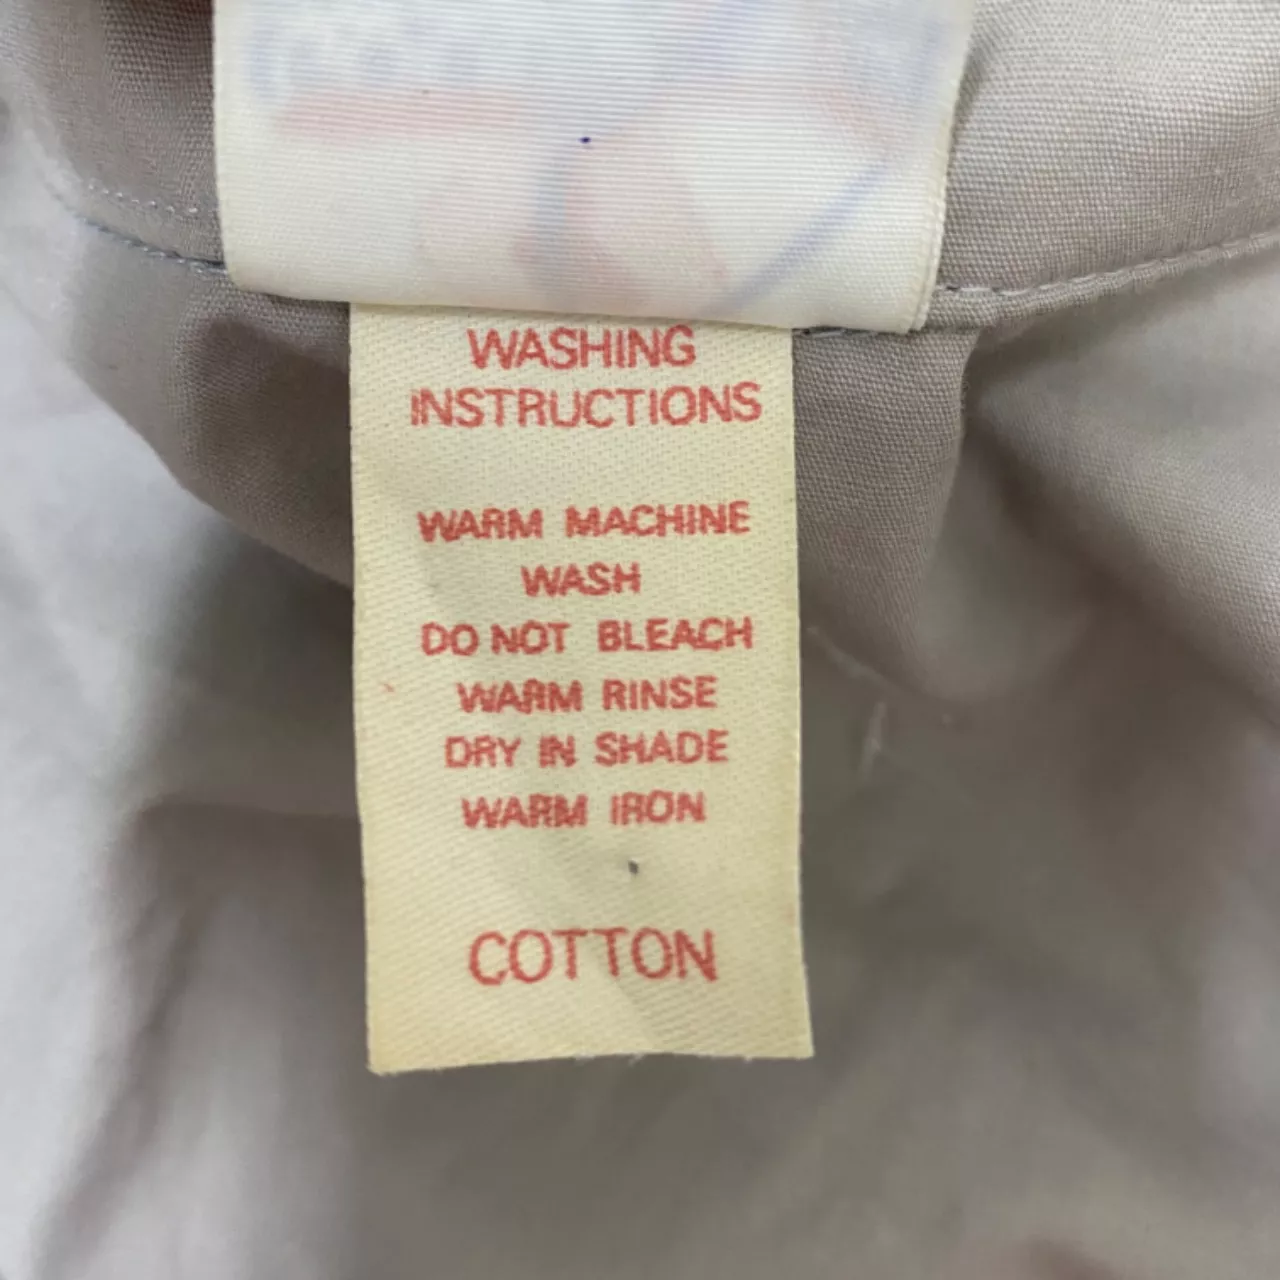 WASHING
INSTRUCTIONS
WARM MACHINE
WASH
DO NOT BLEACH
WARM RINSE
DRY IN SHADE
WARM IRON
COTTON